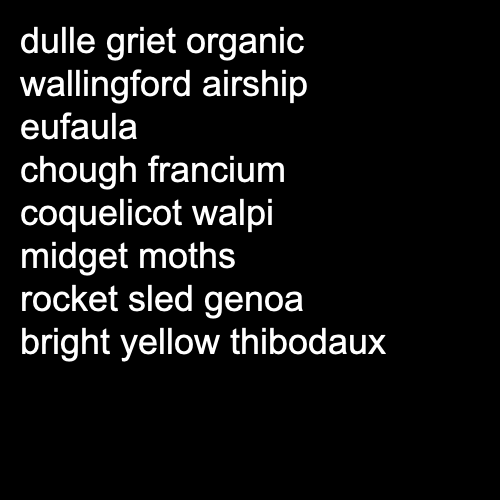 dulle griet organic
wallingford airship
eufaula
chough francium
coquelicot walpi
midget moths
rocket sled genoa
bright yellow thibodaux